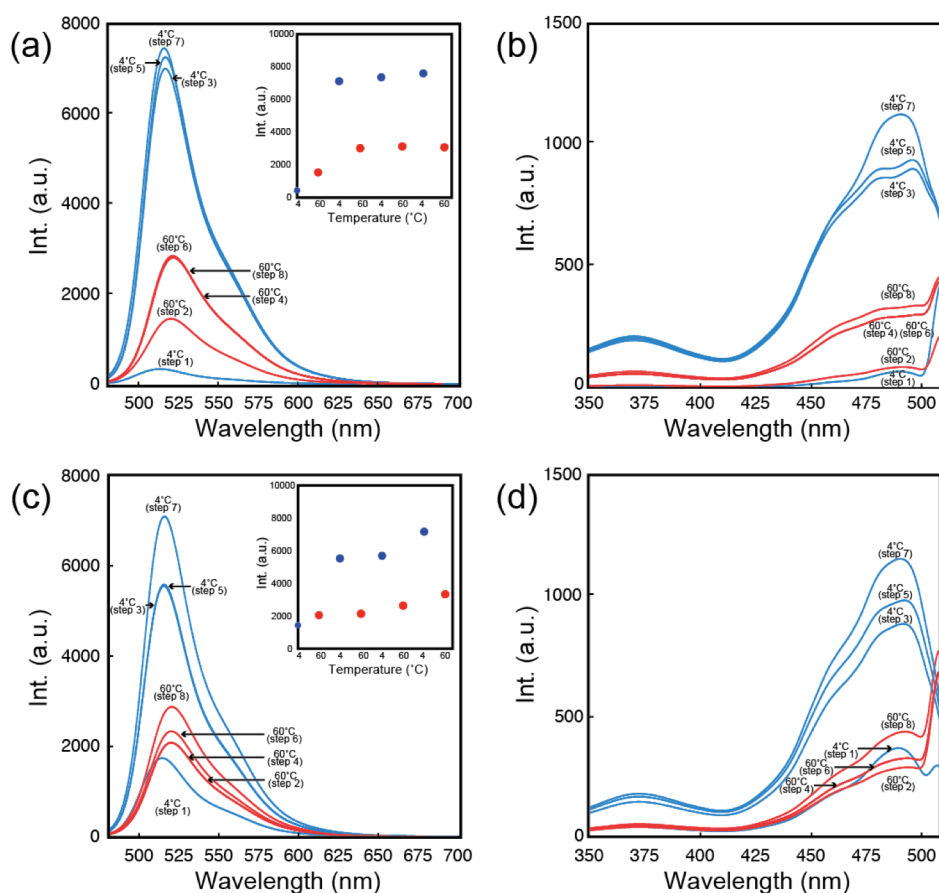 (a)
8000
6000
4000
2000
0
Int. (a.u.)
4°C
(step 7)
4°C
(step 5)
4°C
(step 3)
60°C
(step 6)
60°C
(step 8)
60°C
(step 4)
60°C
(step 2)
4°C
(step 1)
500 525 550 575 600 625 650 675 700
Wavelength (nm)
10000
8000
6000
4000
2000
0
Int. (a.u.)
4 60 4 60 4 60 4 60
Temperature (°C)
(b)
1500
1000
500
0
Int. (a.u.)
4°C
(step 7)
4°C
(step 5)
4°C
(step 3)
60°C
(step 8)
60°C 60°C
(step 4) (step 6)
60°C
(step 2)
4°C
(step 1)
350 375 400 425 450 475 500
Wavelength (nm)
(c)
8000
6000
4000
2000
0
Int. (a.u.)
4°C
(step 7)
4°C
(step 5)
4°C
(step 3)
60°C
(step 8)
60°C
(step 6)
60°C
(step 4)
60°C
(step 2)
4°C
(step 1)
500 525 550 575 600 625 650 675 700
Wavelength (nm)
10000
8000
6000
4000
2000
0
Int. (a.u.)
4 60 4 60 4 60 4 60
Temperature (°C)
(d)
1500
1000
500
0
Int. (a.u.)
4°C
(step 7)
4°C
(step 5)
4°C
(step 3)
60°C
(step 8)
4°C
(step 1)
60°C
(step 6)
60°C
(step 4)
60°C
(step 2)
350 375 400 425 450 475 500
Wavelength (nm)